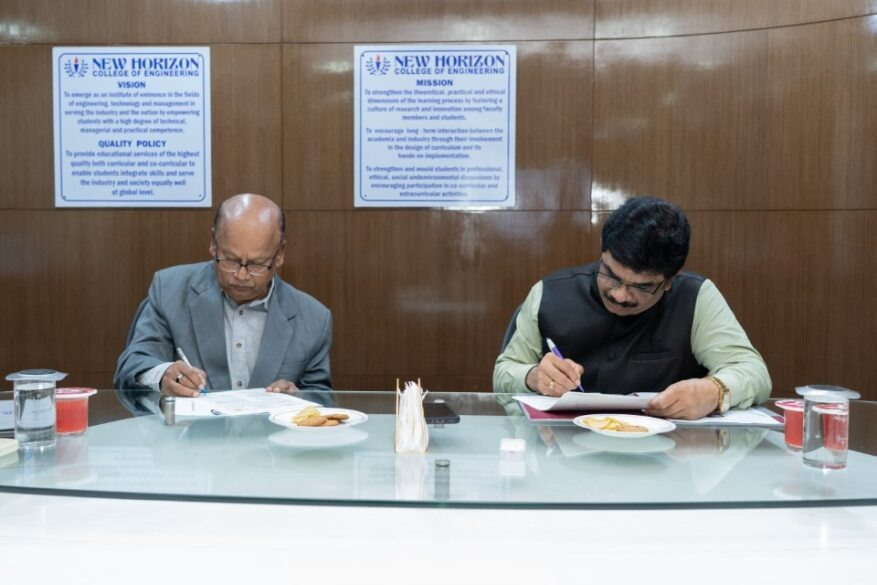 NEW HORIZON
COLLEGE OF ENGINEERING
VISION
To emerge as an institute of eminence in the fields
of engineering, technology and management in
serving the industry and the nation by empowering
students with a high degree of technical,
managerial and practical competence.
QUALITY POLICY
To provide educational services of the highest
quality both curricular and co-curricular to
enable students integrate skills and serve
the industry and society equally well
at global level.
NEW HORIZON
COLLEGE OF ENGINEERING
MISSION
To strengthen the theoretical, practical and ethical
dimensions of the learning process by fostering a
culture of research and innovation among faculty
members and students.
To encourage long - term interaction between the
academia and industry through their involvement
in the design of curriculum and its
hands-on implementation.
To strengthen and mould students in professional,
ethical, social andenvironmental dimensions by
encouraging participation in co-curricular and
extracurricular activities.